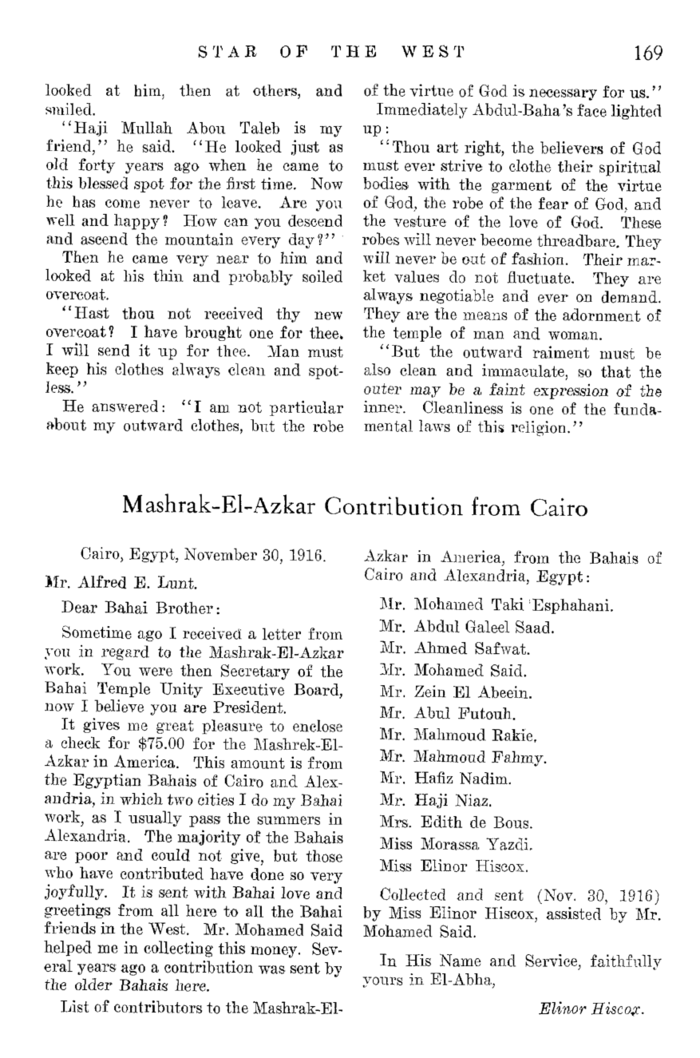 STAR OF THE WEST 169
looked at him, then at others, and
smiled.
“Haji Mullah Abou Taleb is my
friend,” he said. “He looked just as
old forty years ago when he came to
this blessed spot for the first time. Now
he has come never to leave. Are you
well and happy? How can you descend
and ascend the mountain every day?”
Then he came very near to him and
looked at his thin and probably soiled
overcoat.
“Hast thou not received thy new
overcoat? I have brought one for thee.
I will send it up for thee. Man must
keep his clothes always clean and spot-
less.”
He answered: “I am not particular
about my outward clothes, but the robe
of the virtue of God is necessary for us.”
Immediately Abdul-Baha’s face lighted
up:
“Thou art right, the believers of God
must ever strive to clothe their spiritual
bodies with the garment of the virtue
of God, the robe of the fear of God, and
the vesture of the love of God. These
robes will never become threadbare. They
will never be out of fashion. Their mar-
ket values do not fluctuate. They are
always negotiable and ever on demand.
They are the means of the adornment of
the temple of man and woman.
“But the outward raiment must be
also clean and immaculate, so that the
outer may be a faint expression of the
inner. Cleanliness is one of the funda-
mental laws of this religion.”
Mashrak-El-Azkar Contribution from Cairo
Cairo, Egypt, November 30, 1916.
Mr. Alfred E. Lunt.
Dear Bahai Brother:
Sometime ago I received a letter from
you in regard to the Mashrak-El-Azkar
work. You were then Secretary of the
Bahai Temple Unity Executive Board,
now I believe you are President.
It gives me great pleasure to enclose
a check for $75.00 for the Mashrek-El-
Azkar in America. This amount is from
the Egyptian Bahais of Cairo and Alex-
andria, in which two cities I do my Bahai
work, as I usually pass the summers in
Alexandria. The majority of the Bahais
are poor and could not give, but those
who have contributed have done so very
joyfully. It is sent with Bahai love and
greetings from all here to all the Bahai
friends in the West. Mr. Mohamed Said
helped me in collecting this money. Sev-
eral years ago a contribution was sent by
the older Bahais here.
List of contributors to the Mashrak-El-
Azkar in America, from the Bahais of
Cairo and Alexandria, Egypt:
Mr. Mohamed Taki Esphahani.
Mr. Abdul Galeel Saad.
Mr. Ahmed Safwat.
Mr. Mohamed Said.
Mr. Zein El Abeein.
Mr. Abul Futouh.
Mr. Mahmoud Rakie.
Mr. Mahmoud Fahmy.
Mr. Hafiz Nadim.
Mr. Haji Niaz.
Mrs. Edith de Bous.
Miss Morassa Yazdi.
Miss Elinor Hiscox.
Collected and sent (Nov. 30, 1916)
by Miss Elinor Hiscox, assisted by Mr.
Mohamed Said.
In His Name and Service, faithfully
yours in El-Abha,
Elinor Hiscox.